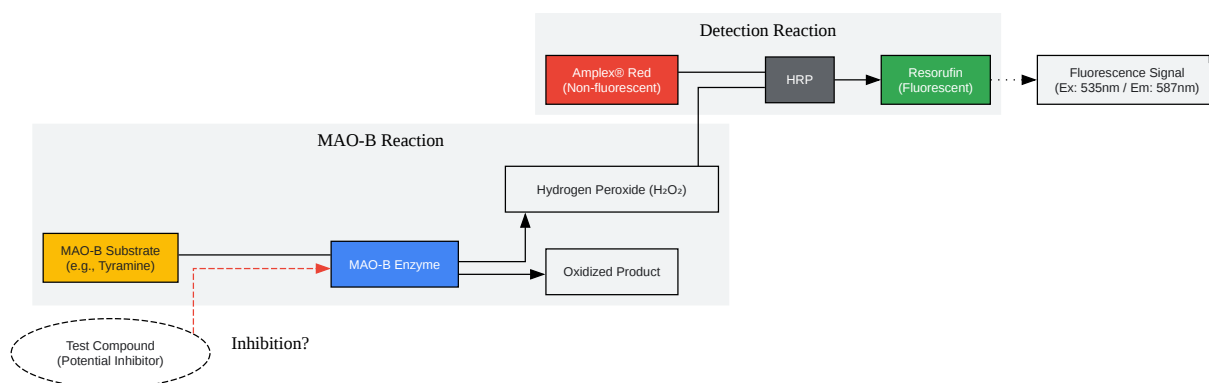 Detection Reaction
Amplex® Red
(Non-fluorescent)
HRP
Resorufin
(Fluorescent)
Fluorescence Signal
(Ex: 535nm / Em: 587nm)
MAO-B Reaction
Hydrogen Peroxide (H₂O₂)
MAO-B Substrate
(e.g., Tyramine)
MAO-B Enzyme
Oxidized Product
Test Compound
(Potential Inhibitor)
Inhibition?